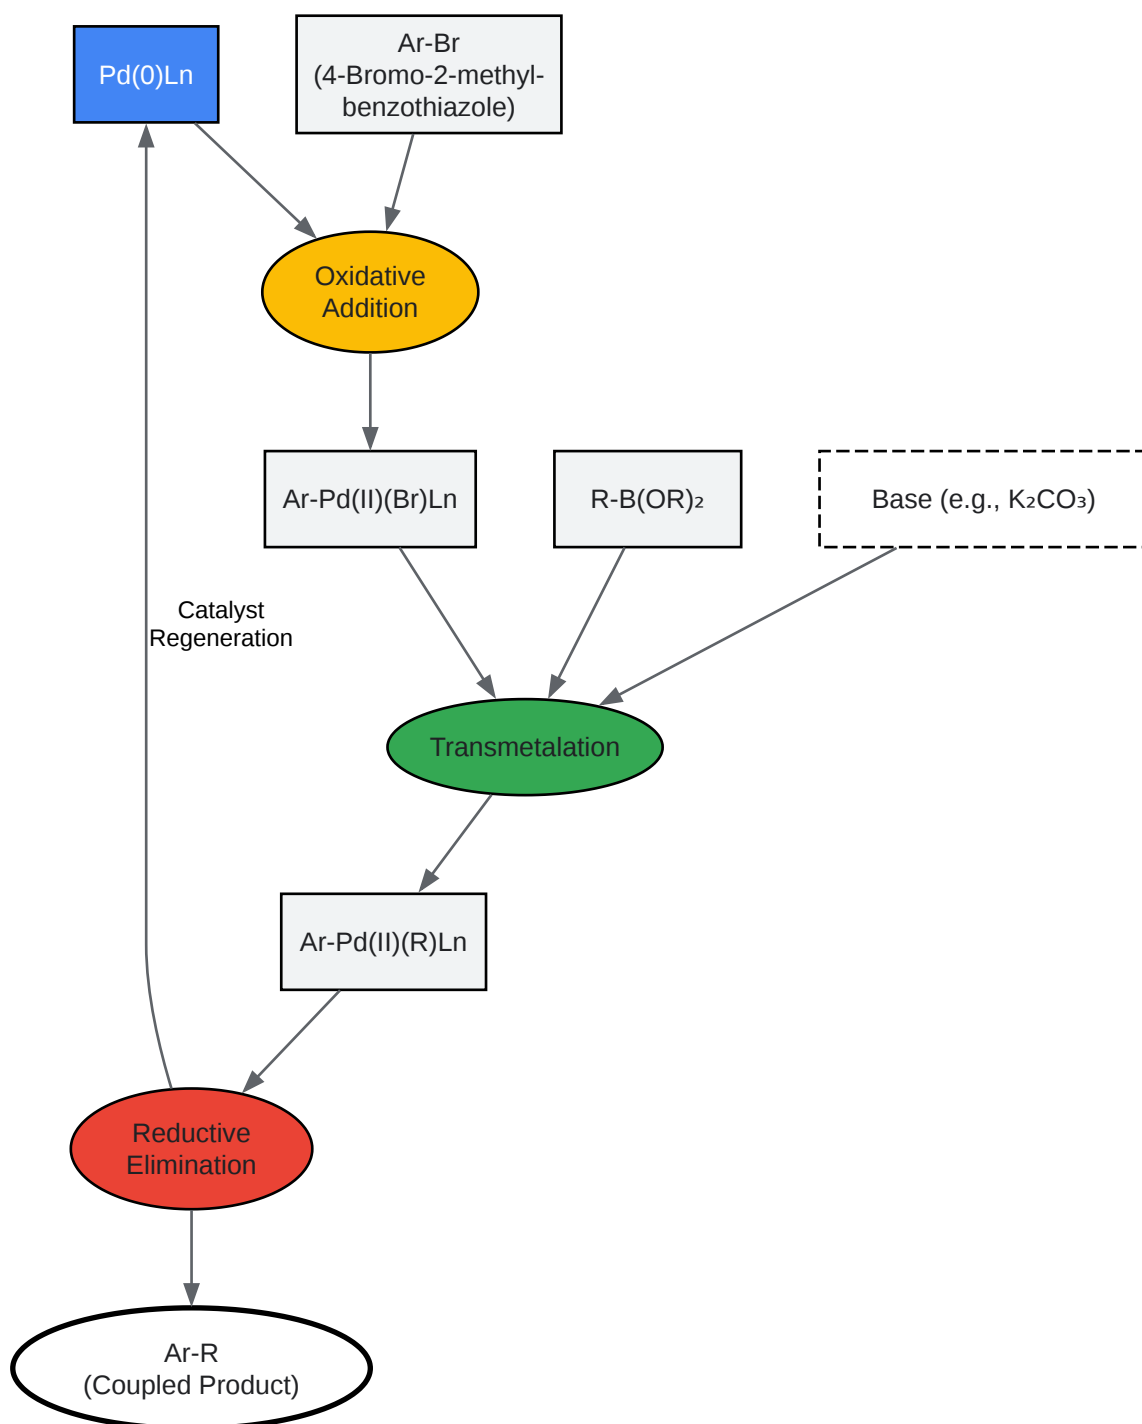 Pd(0)Ln
Ar-Br
(4-Bromo-2-methyl-
benzothiazole)
Oxidative
Addition
Ar-Pd(II)(Br)Ln
R-B(OR)₂
Base (e.g., K₂CO₃)
Catalyst
Regeneration
Transmetalation
Ar-Pd(II)(R)Ln
Reductive
Elimination
Ar-R
(Coupled Product)